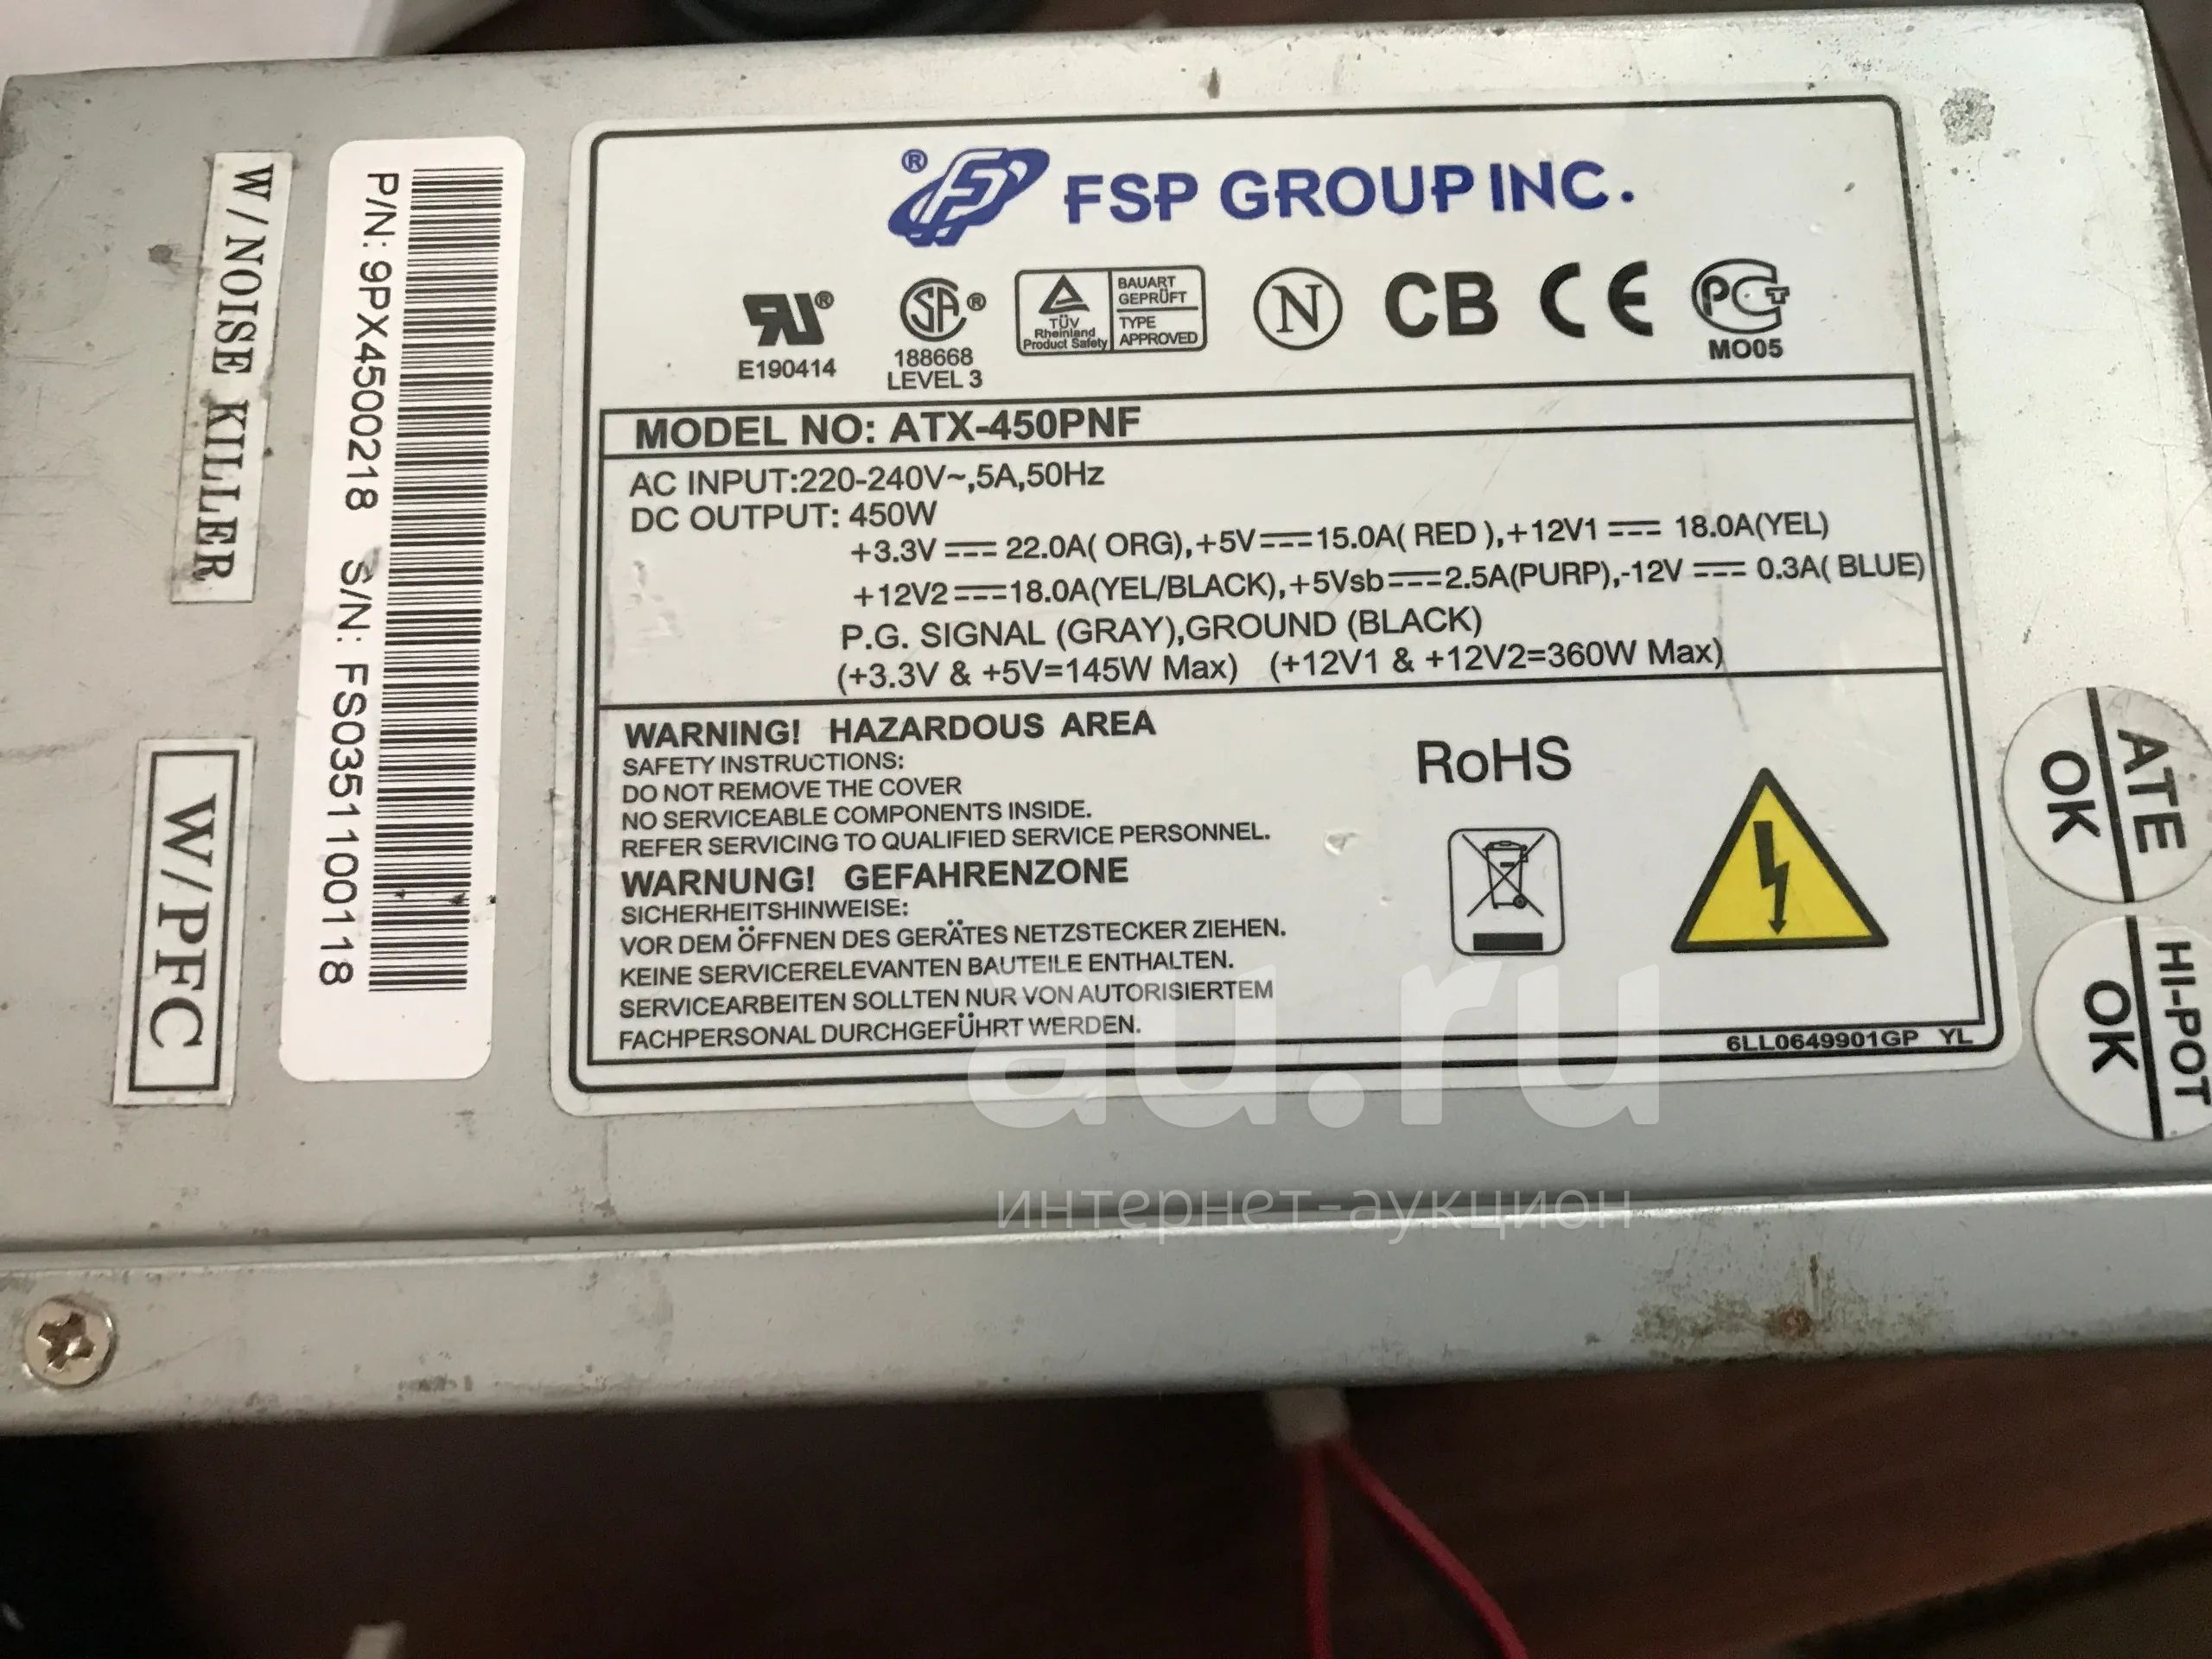 W/NOISE KILLER
W/PFC
P/N: 9PX4500218 S/N: FS0351100118
® FSP GROUP INC.
RU®
E190414
SA®
188668
LEVEL 3
TÜV
Rheinland
Product Safety
BAUART
GEPRÜFT
TYPE
APPROVED
N
CB
CE
PCT
MO05
MODEL NO: ATX-450PNF
AC INPUT:220-240V~,5A,50Hz
DC OUTPUT: 450W
+3.3V ⎓ 22.0A( ORG),+5V⎓15.0A( RED ),+12V1 ⎓ 18.0A(YEL)
+12V2⎓18.0A(YEL/BLACK),+5Vsb⎓2.5A(PURP),-12V ⎓ 0.3A( BLUE)
P.G. SIGNAL (GRAY),GROUND (BLACK)
(+3.3V & +5V=145W Max) (+12V1 & +12V2=360W Max)
WARNING! HAZARDOUS AREA
SAFETY INSTRUCTIONS:
DO NOT REMOVE THE COVER
NO SERVICEABLE COMPONENTS INSIDE.
REFER SERVICING TO QUALIFIED SERVICE PERSONNEL.
WARNUNG! GEFAHRENZONE
SICHERHEITSHINWEISE:
VOR DEM ÖFFNEN DES GERÄTES NETZSTECKER ZIEHEN.
KEINE SERVICERELEVANTEN BAUTEILE ENTHALTEN.
SERVICEARBEITEN SOLLTEN NUR VON AUTORISIERTEM
FACHPERSONAL DURCHGEFÜHRT WERDEN.
RoHS
6LL0649901GP YL
ATE
OK
HI-POT
OK
au.ru
интернет-аукцион